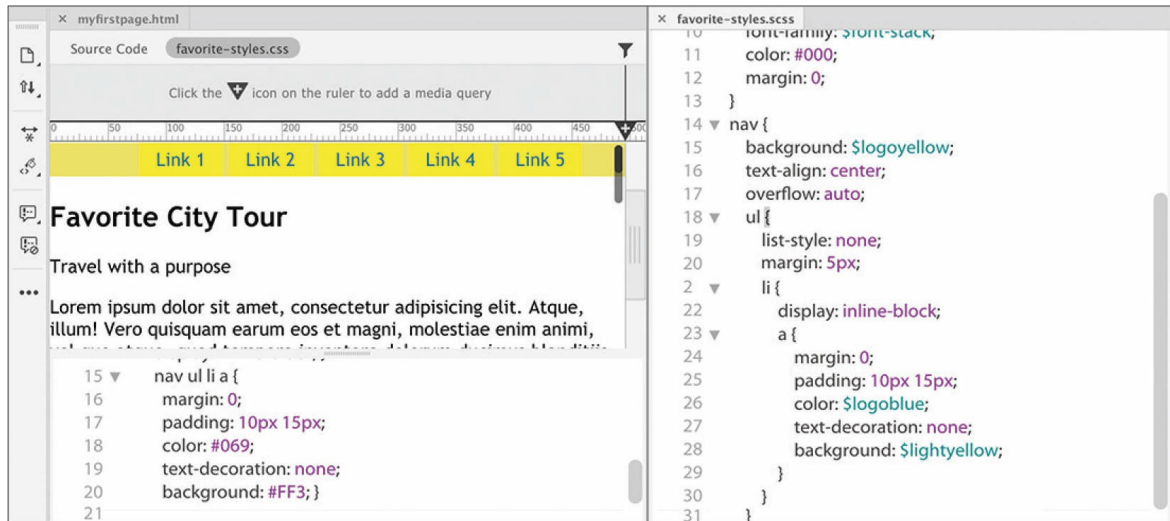 myfirstpage.html
Source Code favorite-styles.css
Click the icon on the ruler to add a media query
0 50 100 150 200 250 300 350 400 450 500
Link 1 Link 2 Link 3 Link 4 Link 5
Favorite City Tour
Travel with a purpose
Lorem ipsum dolor sit amet, consectetur adipisicing elit. Atque,
illum! Vero quisquam earum eos et magni, molestiae enim animi,
15 nav ul li a {
16 margin: 0;
17 padding: 10px 15px;
18 color: #069;
19 text-decoration: none;
20 background: #FF3; }
21
favorite-styles.scss
10 font-family: $font-stack;
11 color: #000;
12 margin: 0;
13 }
14 nav {
15 background: $logoyellow;
16 text-align: center;
17 overflow: auto;
18 ul {
19 list-style: none;
20 margin: 5px;
2 li {
22 display: inline-block;
23 a {
24 margin: 0;
25 padding: 10px 15px;
26 color: $logoblue;
27 text-decoration: none;
28 background: $lightyellow;
29 }
30 }
31 }